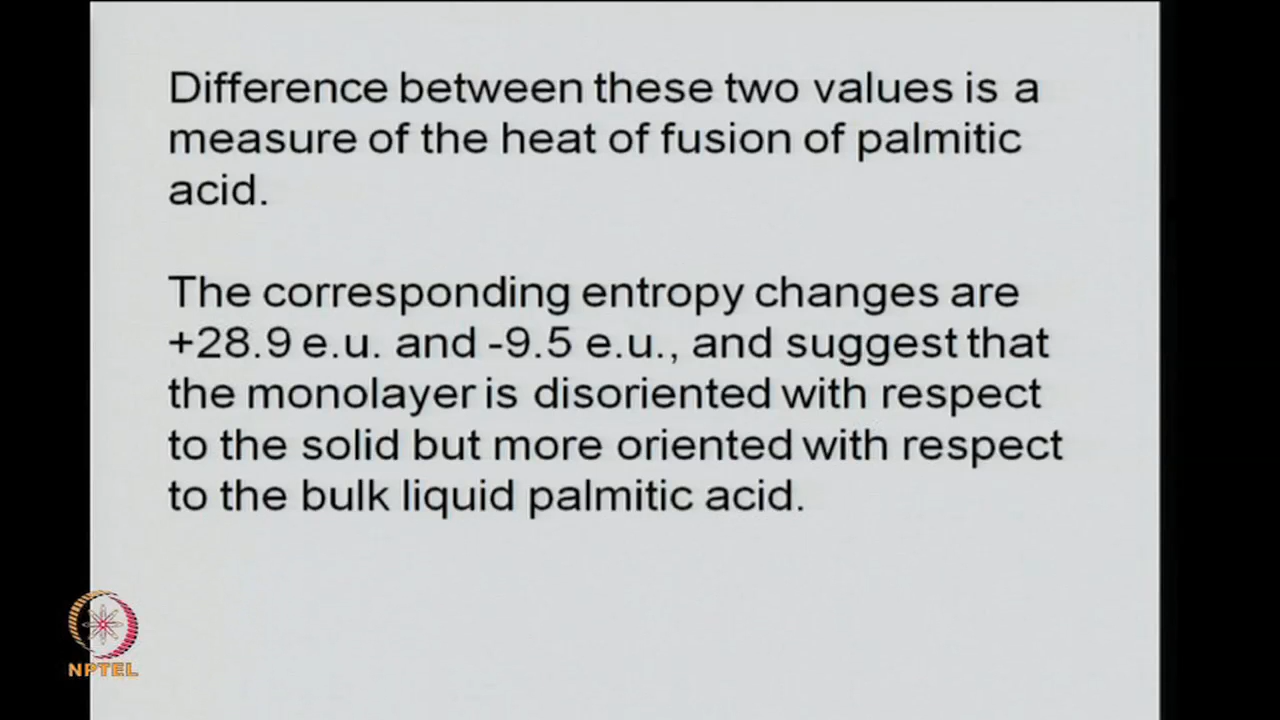 Difference between these two values is a
measure of the heat of fusion of palmitic
acid.
The corresponding entropy changes are
+28.9 e.u. and -9.5 e.u., and suggest that
the monolayer is disoriented with respect
to the solid but more oriented with respect
to the bulk liquid palmitic acid.
NPTEL